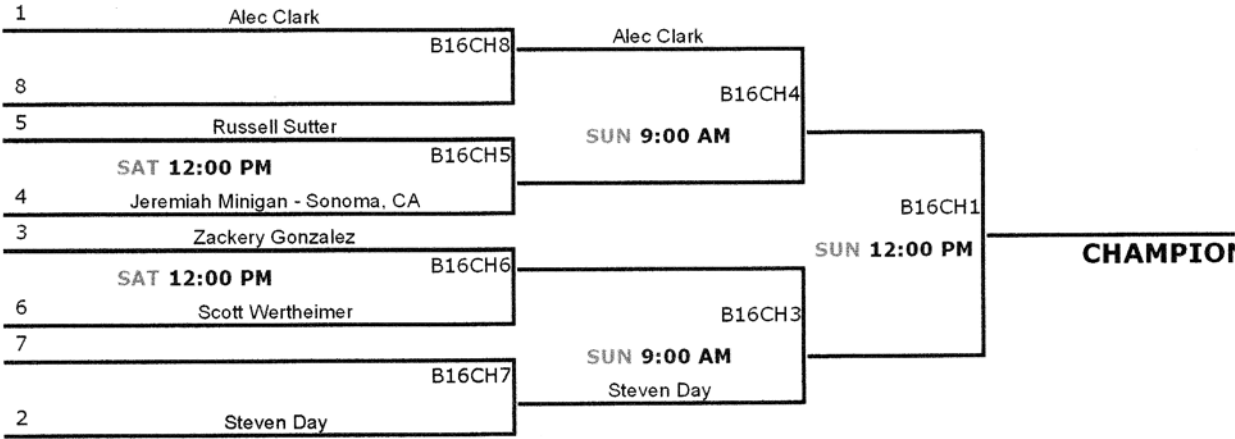 1 Alec Clark
B16CH8
Alec Clark
8
B16CH4
5 Russell Sutter
SUN 9:00 AM
SAT 12:00 PM B16CH5
4 Jeremiah Minigan - Sonoma, CA
B16CH1
3 Zackery Gonzalez
SUN 12:00 PM
CHAMPION
SAT 12:00 PM B16CH6
6 Scott Wertheimer
B16CH3
7
SUN 9:00 AM
B16CH7
Steven Day
2 Steven Day